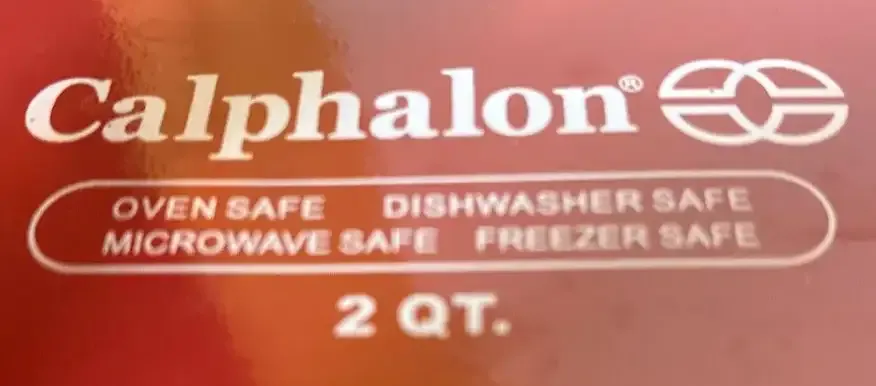 Calphalon®
OVEN SAFE DISHWASHER SAFE
MICROWAVE SAFE FREEZER SAFE
2 QT.